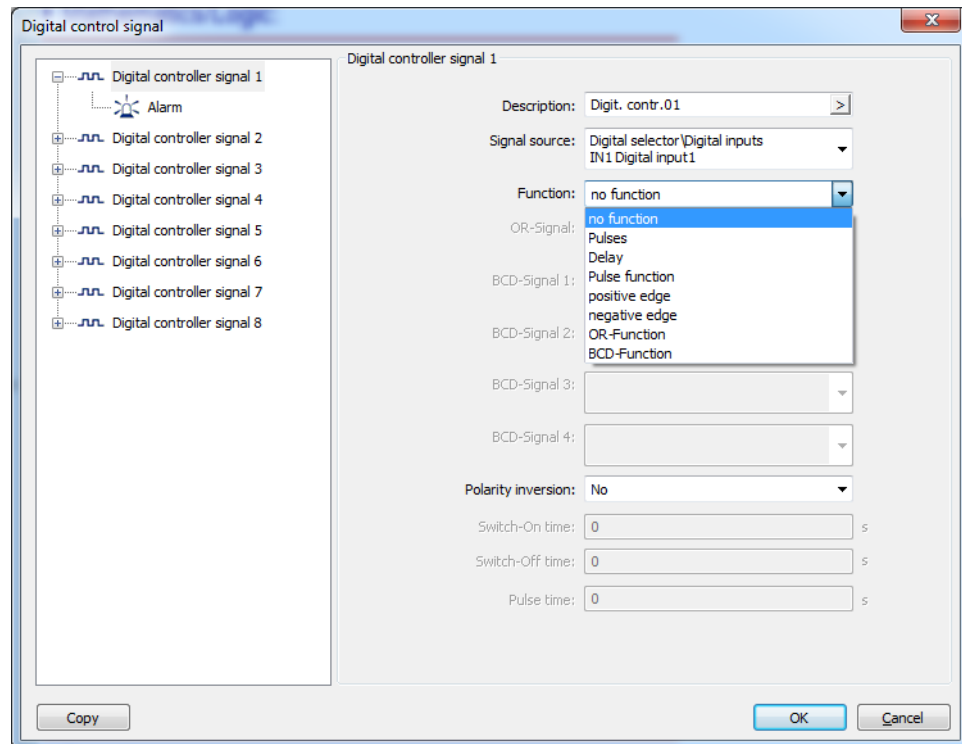 Digital control signal
Digital controller signal 1
Alarm
Digital controller signal 2
Digital controller signal 3
Digital controller signal 4
Digital controller signal 5
Digital controller signal 6
Digital controller signal 7
Digital controller signal 8
Digital controller signal 1
Description: Digit. contr.01 >
Signal source: Digital selector\Digital inputs
IN1 Digital input1
Function: no function
no function
OR-Signal:
Pulses
Delay
BCD-Signal 1: Pulse function
positive edge
negative edge
BCD-Signal 2: OR-Function
BCD-Function
BCD-Signal 3:
BCD-Signal 4:
Polarity inversion: No
Switch-On time: 0 s
Switch-Off time: 0 s
Pulse time: 0 s
Copy
OK
Cancel